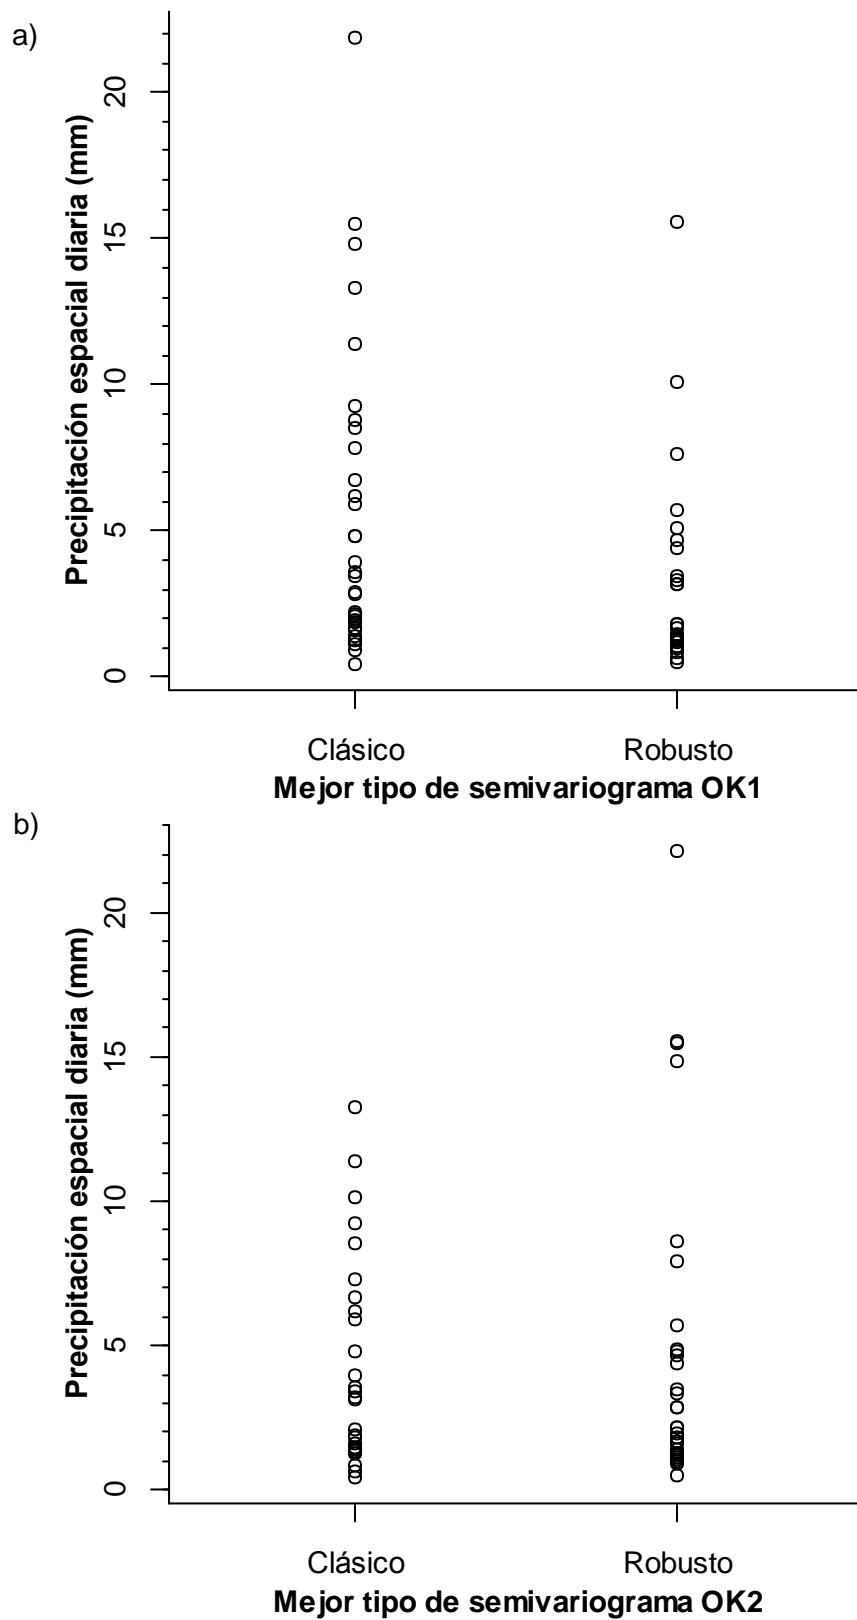 a)
Precipitación espacial diaria (mm)
20
15
10
5
0
Clásico Robusto
Mejor tipo de semivariograma OK1
b)
Precipitación espacial diaria (mm)
20
15
10
5
0
Clásico Robusto
Mejor tipo de semivariograma OK2